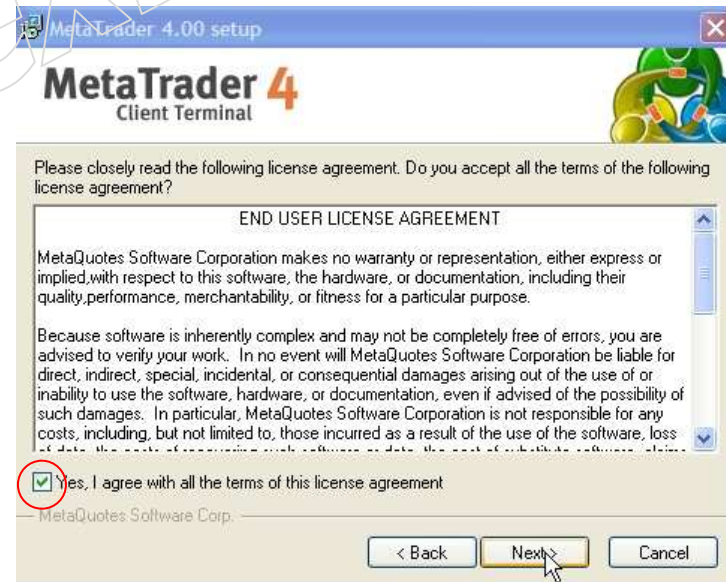 MetaTrader 4.00 setup
MetaTrader 4
Client Terminal
Please closely read the following license agreement. Do you accept all the terms of the following
license agreement?
END USER LICENSE AGREEMENT
MetaQuotes Software Corporation makes no warranty or representation, either express or
implied,with respect to this software, the hardware, or documentation, including their
quality,performance, merchantability, or fitness for a particular purpose.
Because software is inherently complex and may not be completely free of errors, you are
advised to verify your work. In no event will MetaQuotes Software Corporation be liable for
direct, indirect, special, incidental, or consequential damages arising out of the use of or
inability to use the software, hardware, or documentation, even if advised of the possibility of
such damages. In particular, MetaQuotes Software Corporation is not responsible for any
costs, including, but not limited to, those incurred as a result of the use of the software, loss
Yes, I agree with all the terms of this license agreement
MetaQuotes Software Corp.
< Back
Next >
Cancel